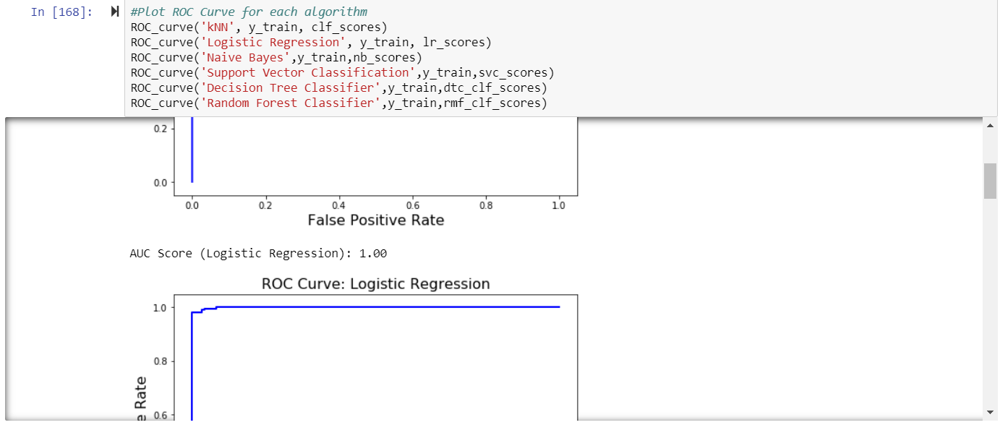 In [168]:
#Plot ROC Curve for each algorithm
ROC_curve('kNN', y_train, clf_scores)
ROC_curve('Logistic Regression', y_train, lr_scores)
ROC_curve('Naive Bayes',y_train,nb_scores)
ROC_curve('Support Vector Classification',y_train,svc_scores)
ROC_curve('Decision Tree Classifier',y_train,dtc_clf_scores)
ROC_curve('Random Forest Classifier',y_train,rmf_clf_scores)
0.2
0.0
0.0 0.2 0.4 0.6 0.8 1.0
False Positive Rate
AUC Score (Logistic Regression): 1.00
ROC Curve: Logistic Regression
1.0
0.8
0.6
e Rate